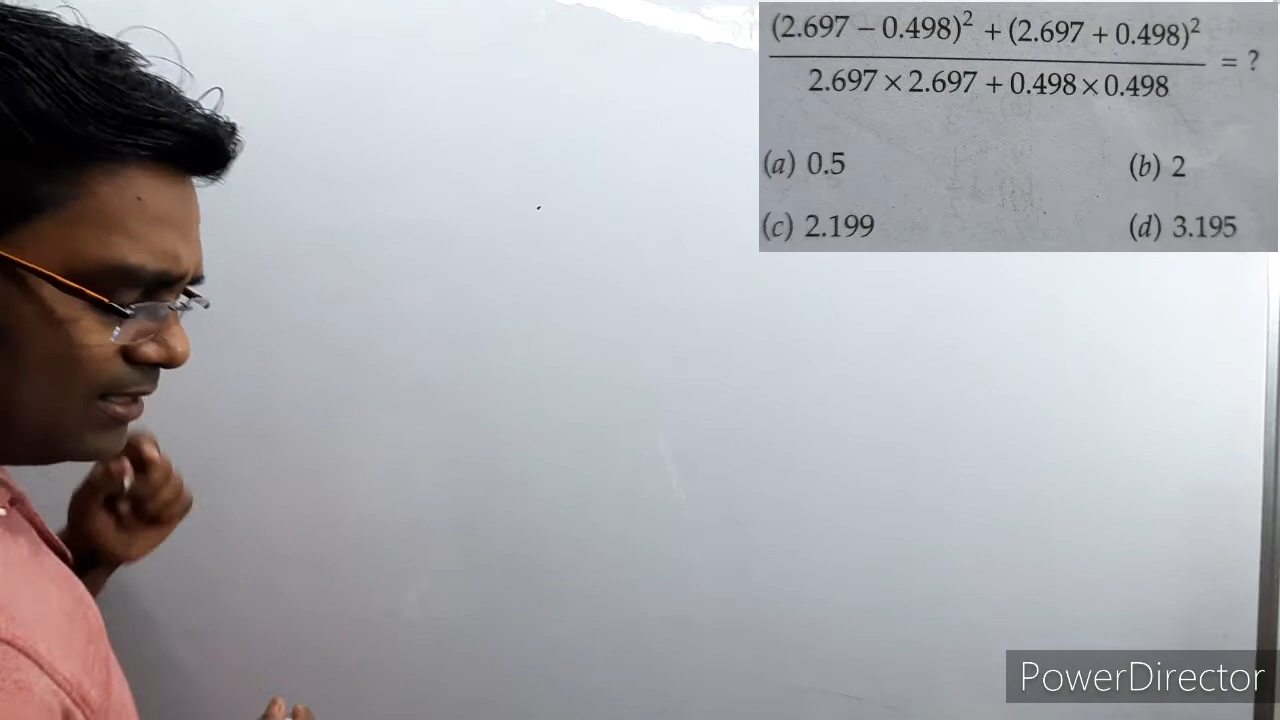 (2.697 – 0.498)² + (2.697 + 0.498)²
2.697 × 2.697 + 0.498 × 0.498
= ?
(a) 0.5
(b) 2
(c) 2.199
(d) 3.195
PowerDirector